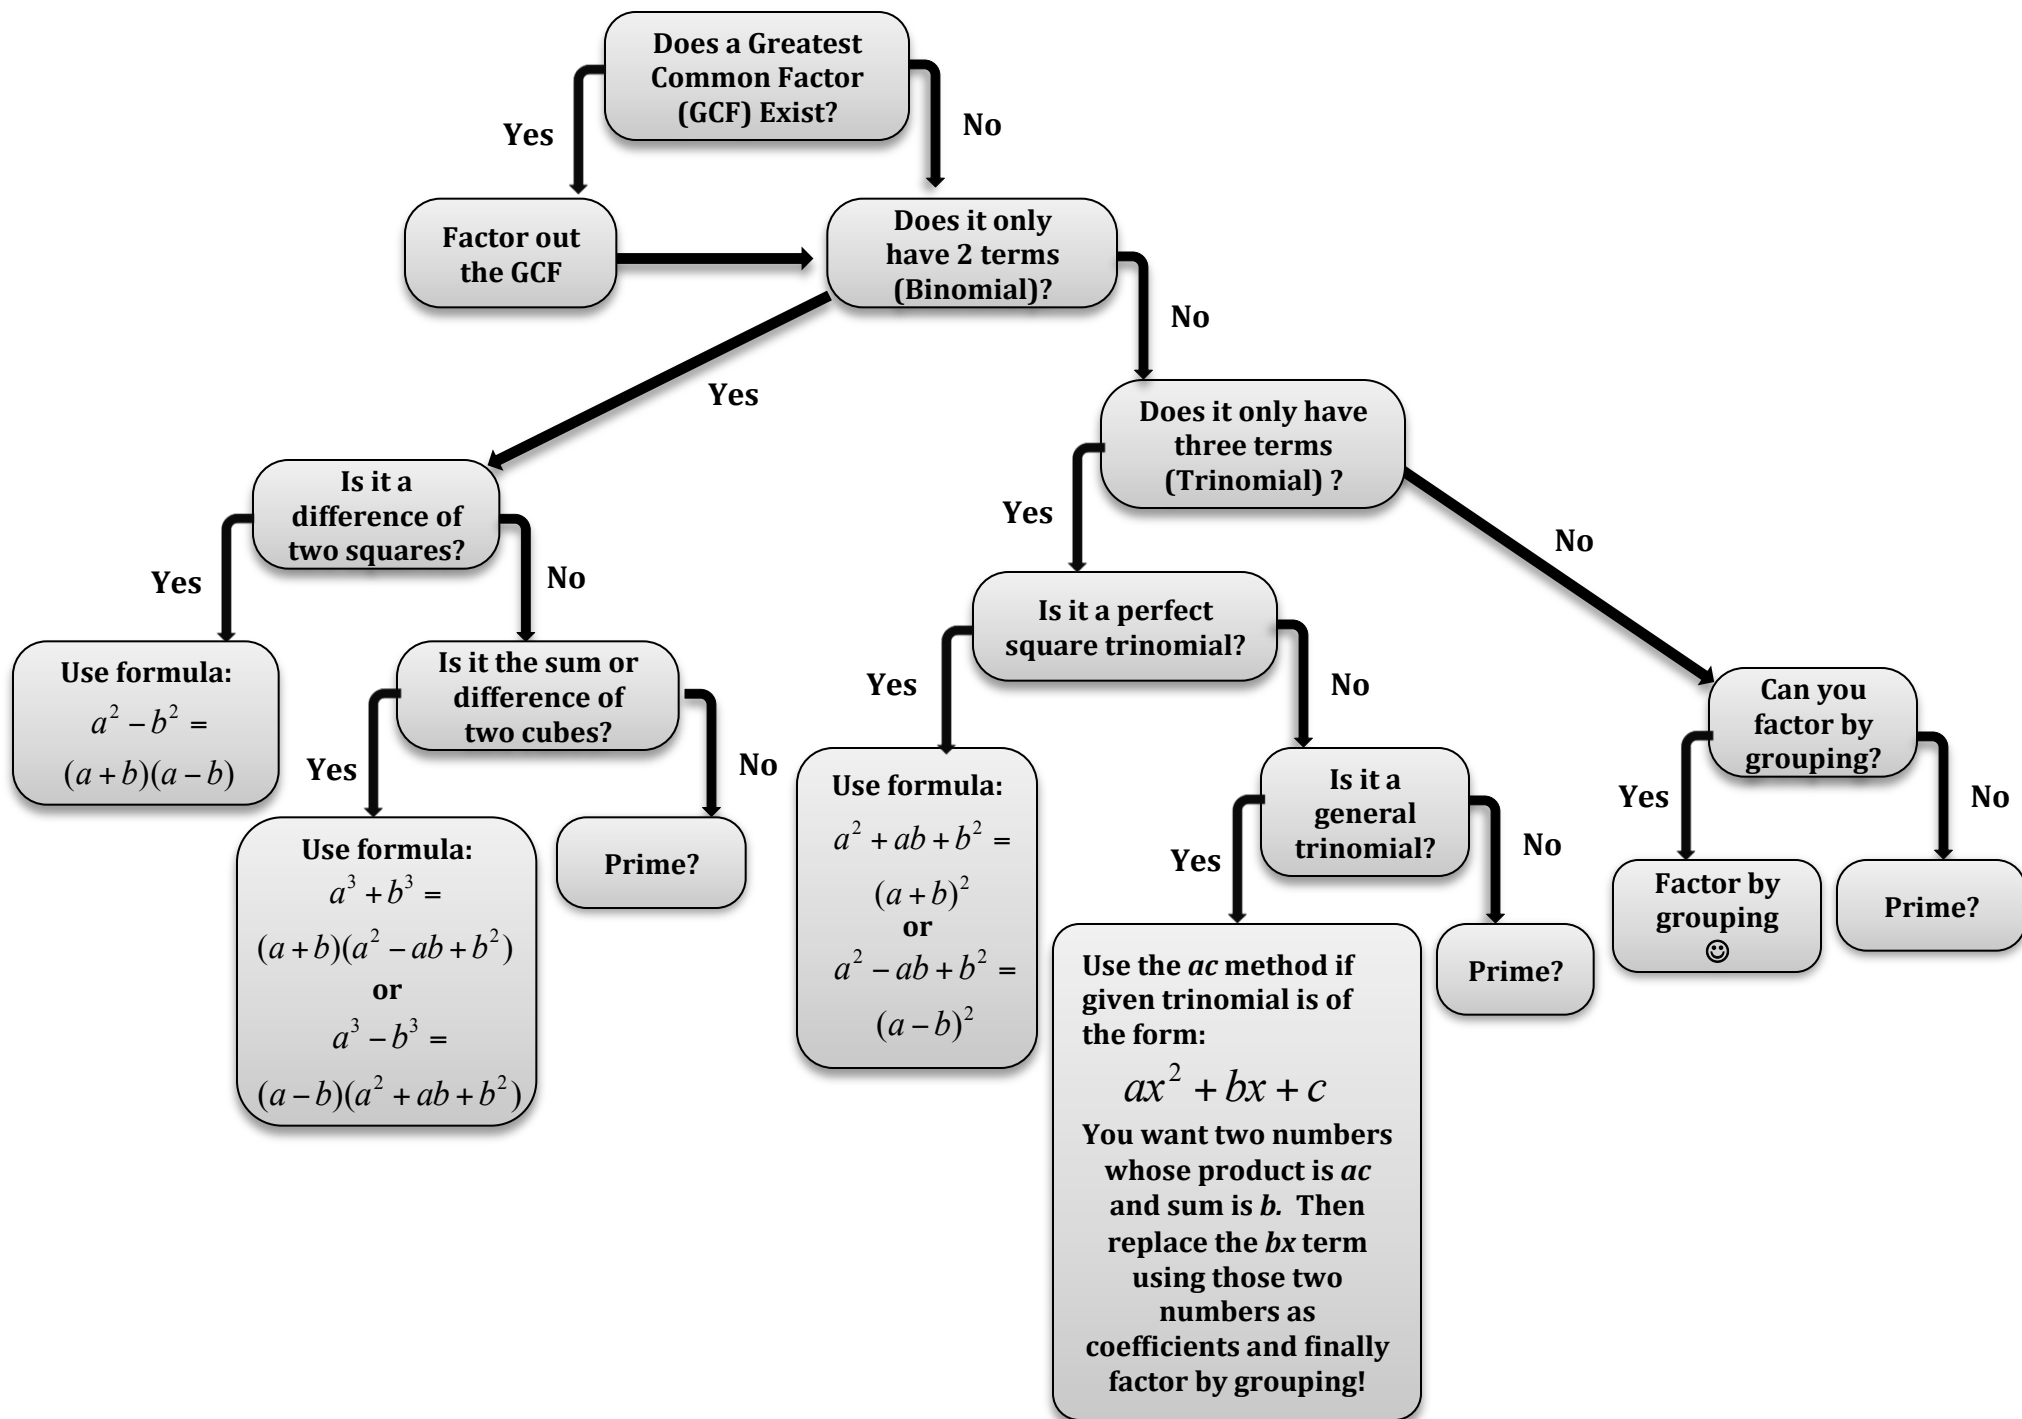 Does a Greatest
Common Factor
(GCF) Exist?
Yes
No
Factor out
the GCF
Does it only
have 2 terms
(Binomial)?
Yes
No
Does it only have
three terms
(Trinomial) ?
Yes
No
Is it a
difference of
two squares?
Yes
No
Use formula:
a² − b² =
(a + b)(a − b)
Is it the sum or
difference of
two cubes?
Yes
No
Use formula:
a³ + b³ =
(a + b)(a² − ab + b²)
or
a³ − b³ =
(a − b)(a² + ab + b²)
Prime?
Is it a perfect
square trinomial?
Yes
No
Use formula:
a² + ab + b² =
(a + b)²
or
a² − ab + b² =
(a − b)²
Is it a
general
trinomial?
Yes
No
Use the ac method if
given trinomial is of
the form:
ax² + bx + c
You want two numbers
whose product is ac
and sum is b. Then
replace the bx term
using those two
numbers as
coefficients and finally
factor by grouping!
Prime?
Can you
factor by
grouping?
Yes
No
Factor by
grouping
☺
Prime?